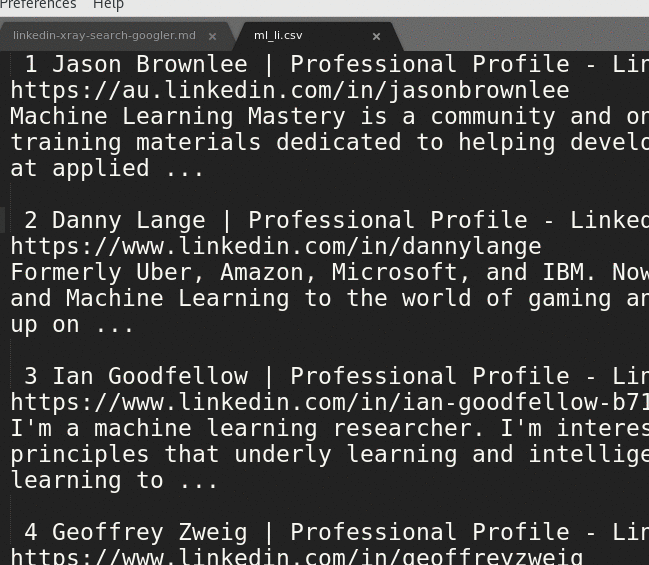 Preferences Help
linkedin-xray-search-googler.md × ml_li.csv ×
1 Jason Brownlee | Professional Profile - Lin
https://au.linkedin.com/in/jasonbrownlee
Machine Learning Mastery is a community and on
training materials dedicated to helping develo
at applied ...
2 Danny Lange | Professional Profile - Linked
https://www.linkedin.com/in/dannylange
Formerly Uber, Amazon, Microsoft, and IBM. Now
and Machine Learning to the world of gaming an
up on ...
3 Ian Goodfellow | Professional Profile - Lin
https://www.linkedin.com/in/ian-goodfellow-b71
I'm a machine learning researcher. I'm interes
principles that underly learning and intellige
learning to ...
4 Geoffrey Zweig | Professional Profile - Lin
https://www.linkedin.com/in/geoffreyzweig